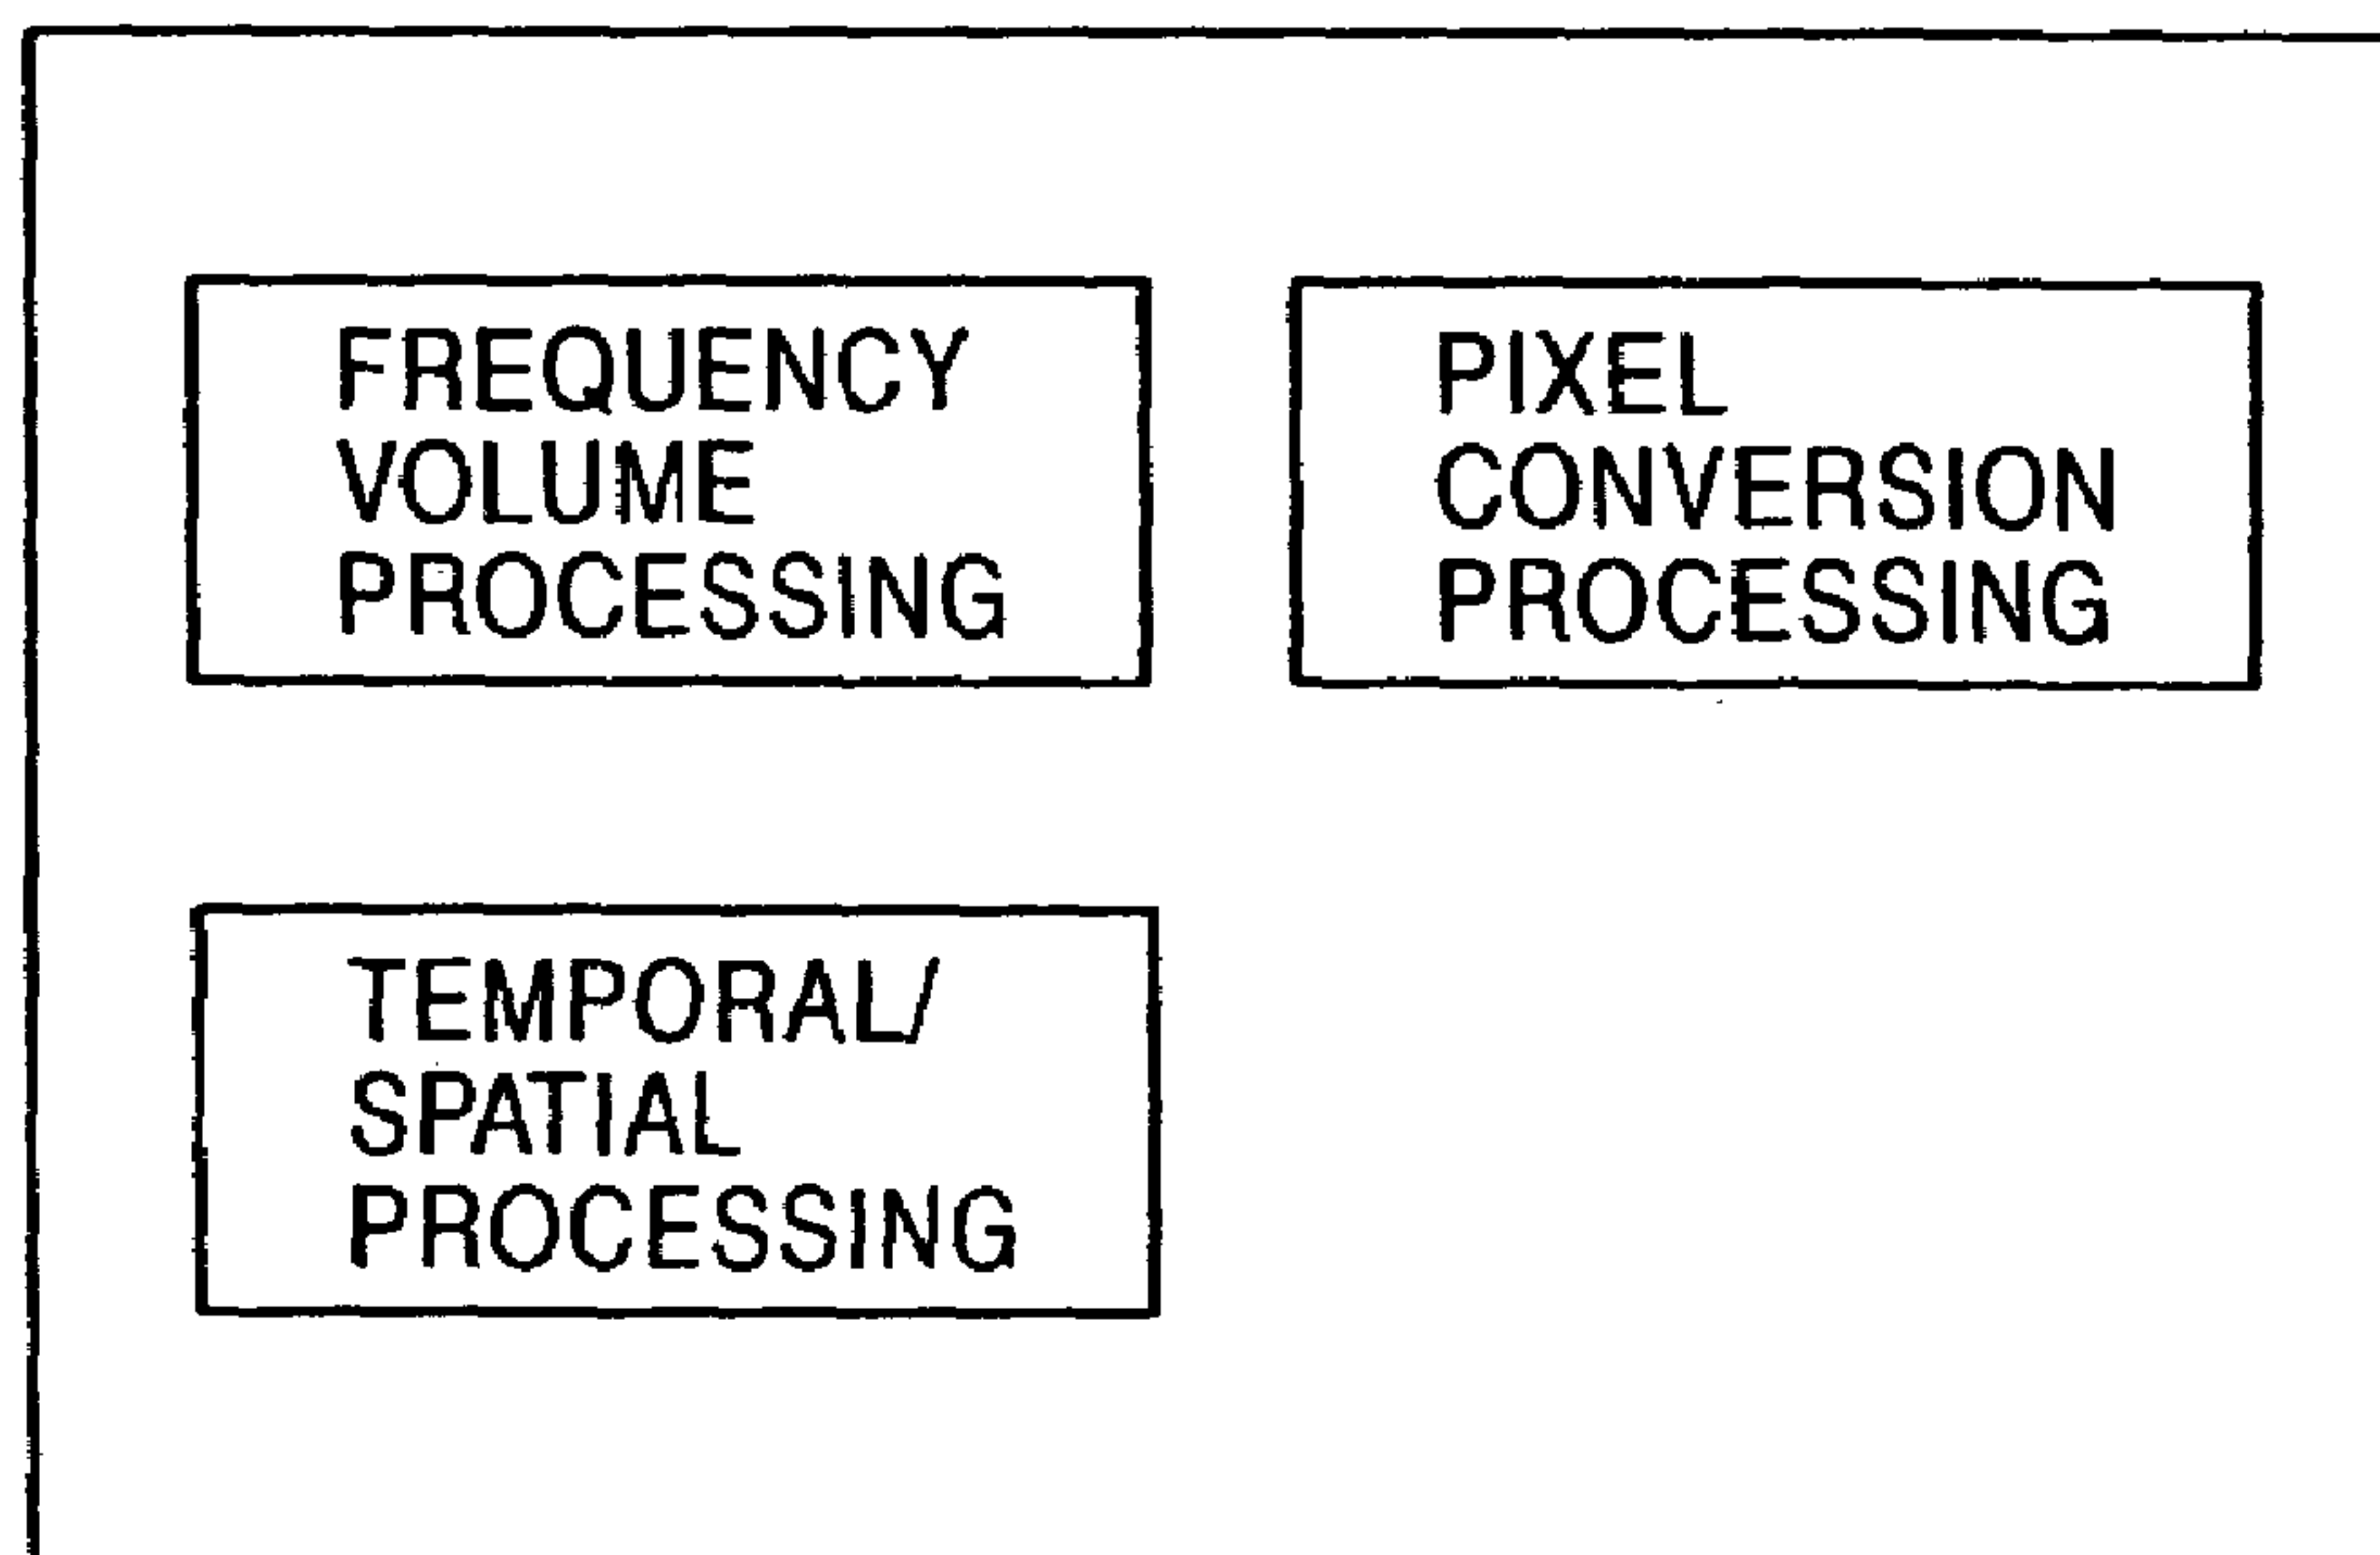 FREQUENCY
VOLUME
PROCESSING
PIXEL
CONVERSION
PROCESSING
TEMPORAL/
SPATIAL
PROCESSING